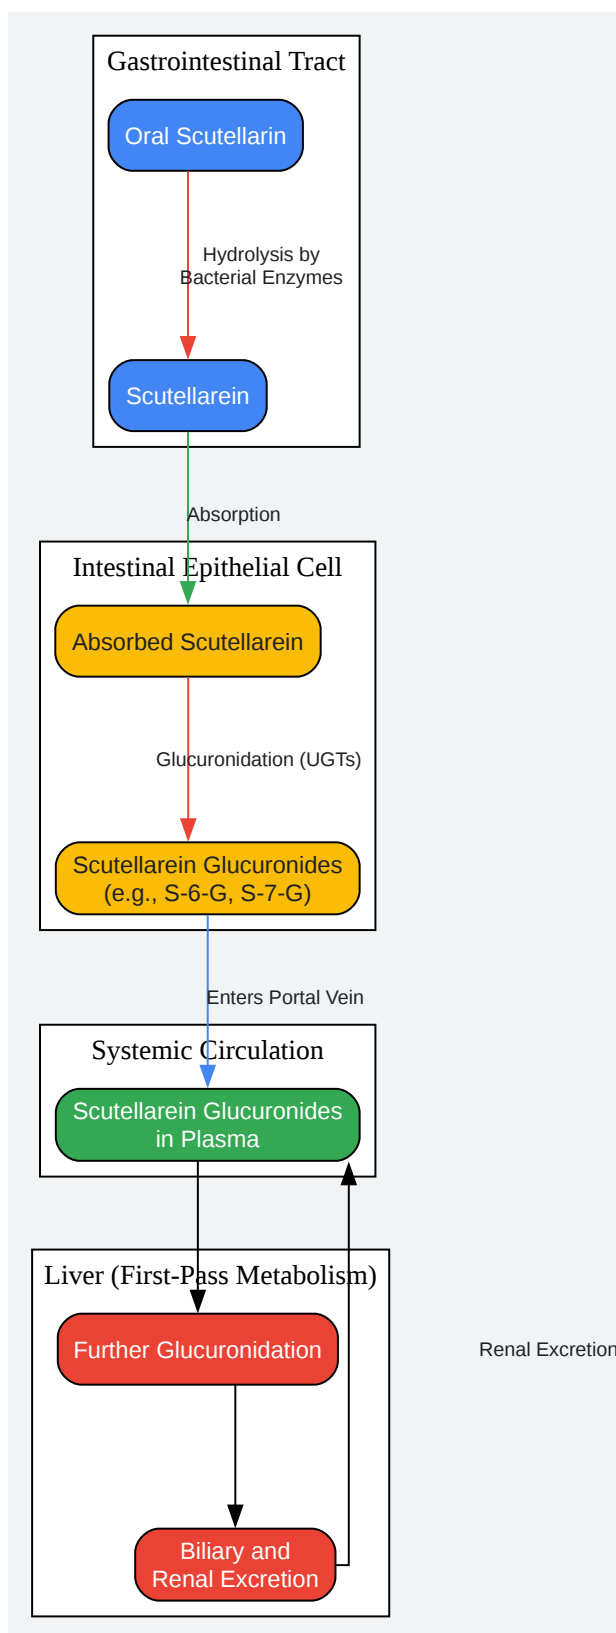 Gastrointestinal Tract
Oral Scutellarin
Hydrolysis by
Bacterial Enzymes
Scutellarein
Absorption
Intestinal Epithelial Cell
Absorbed Scutellarein
Glucuronidation (UGTs)
Scutellarein Glucuronides
(e.g., S-6-G, S-7-G)
Enters Portal Vein
Systemic Circulation
Scutellarein Glucuronides
in Plasma
Liver (First-Pass Metabolism)
Further Glucuronidation
Renal Excretion
Biliary and
Renal Excretion